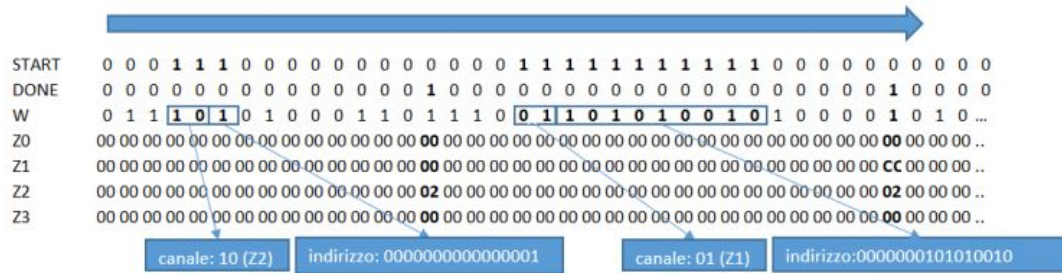 START 0 0 0 1 1 1 0 0 0 0 0 0 0 0 0 0 0 0 1 1 1 1 1 1 1 1 1 1 1 0 0 0 0 0 0 0 0 0 0
DONE 0 0 0 0 0 0 0 0 0 0 0 0 0 0 1 0 0 0 0 0 0 0 0 0 0 0 0 0 0 0 0 0 0 0 1 0 0 0 0
W 0 1 1 1 0 1 0 1 0 0 0 1 1 0 1 1 1 0 0 1 1 0 1 0 1 0 0 1 0 1 0 0 0 0 1 0 1 0 ...
Z0 00 00 00 00 00 00 00 00 00 00 00 00 00 00 00 00 00 00 00 00 00 00 00 00 00 00 00 00 00 00 00 00 00 00 00 00 00 00 ..
Z1 00 00 00 00 00 00 00 00 00 00 00 00 00 00 00 00 00 00 00 00 00 00 00 00 00 00 00 00 00 00 00 00 00 00 CC 00 00 00 ..
Z2 00 00 00 00 00 00 00 00 00 00 00 00 00 00 02 00 00 00 00 00 00 00 00 00 00 00 00 00 00 00 00 00 00 00 02 00 00 00 ..
Z3 00 00 00 00 00 00 00 00 00 00 00 00 00 00 00 00 00 00 00 00 00 00 00 00 00 00 00 00 00 00 00 00 00 00 00 00 00 00 ..
canale: 10 (Z2) indirizzo: 0000000000000001 canale: 01 (Z1) indirizzo:0000000101010010